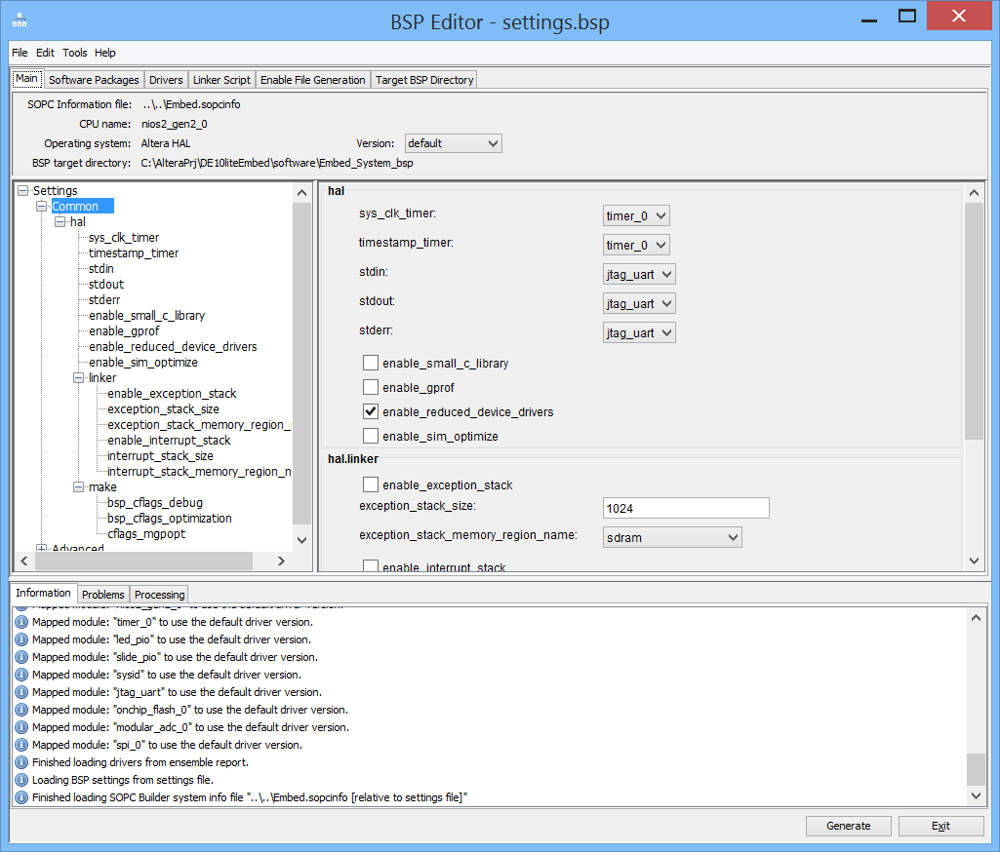 BSP Editor - settings.bsp
File Edit Tools Help
Main Software Packages Drivers Linker Script Enable File Generation Target BSP Directory
SOPC Information file: ..\..\Embed.sopcinfo
CPU name: nios2_gen2_0
Operating system: Altera HAL Version: default
BSP target directory: C:\AlteraPrj\DE10liteEmbed\software\Embed_System_bsp
Settings
Common
hal
sys_clk_timer
timestamp_timer
stdin
stdout
stderr
enable_small_c_library
enable_gprof
enable_reduced_device_drivers
enable_sim_optimize
linker
enable_exception_stack
exception_stack_size
exception_stack_memory_region_
enable_interrupt_stack
interrupt_stack_size
interrupt_stack_memory_region_n
make
bsp_cflags_debug
bsp_cflags_optimization
cflags_mgpopt
Advanced
hal
sys_clk_timer: timer_0
timestamp_timer: timer_0
stdin: jtag_uart
stdout: jtag_uart
stderr: jtag_uart
enable_small_c_library
enable_gprof
enable_reduced_device_drivers
enable_sim_optimize
hal.linker
enable_exception_stack
exception_stack_size: 1024
exception_stack_memory_region_name: sdram
enable_interrupt_stack
Information Problems Processing
Mapped module: "nios2_gen2_0" to use the default driver version.
Mapped module: "timer_0" to use the default driver version.
Mapped module: "led_pio" to use the default driver version.
Mapped module: "slide_pio" to use the default driver version.
Mapped module: "sysid" to use the default driver version.
Mapped module: "jtag_uart" to use the default driver version.
Mapped module: "onchip_flash_0" to use the default driver version.
Mapped module: "modular_adc_0" to use the default driver version.
Mapped module: "spi_0" to use the default driver version.
Finished loading drivers from ensemble report.
Loading BSP settings from settings file.
Finished loading SOPC Builder system info file "..\..\Embed.sopcinfo [relative to settings file]"
Generate Exit